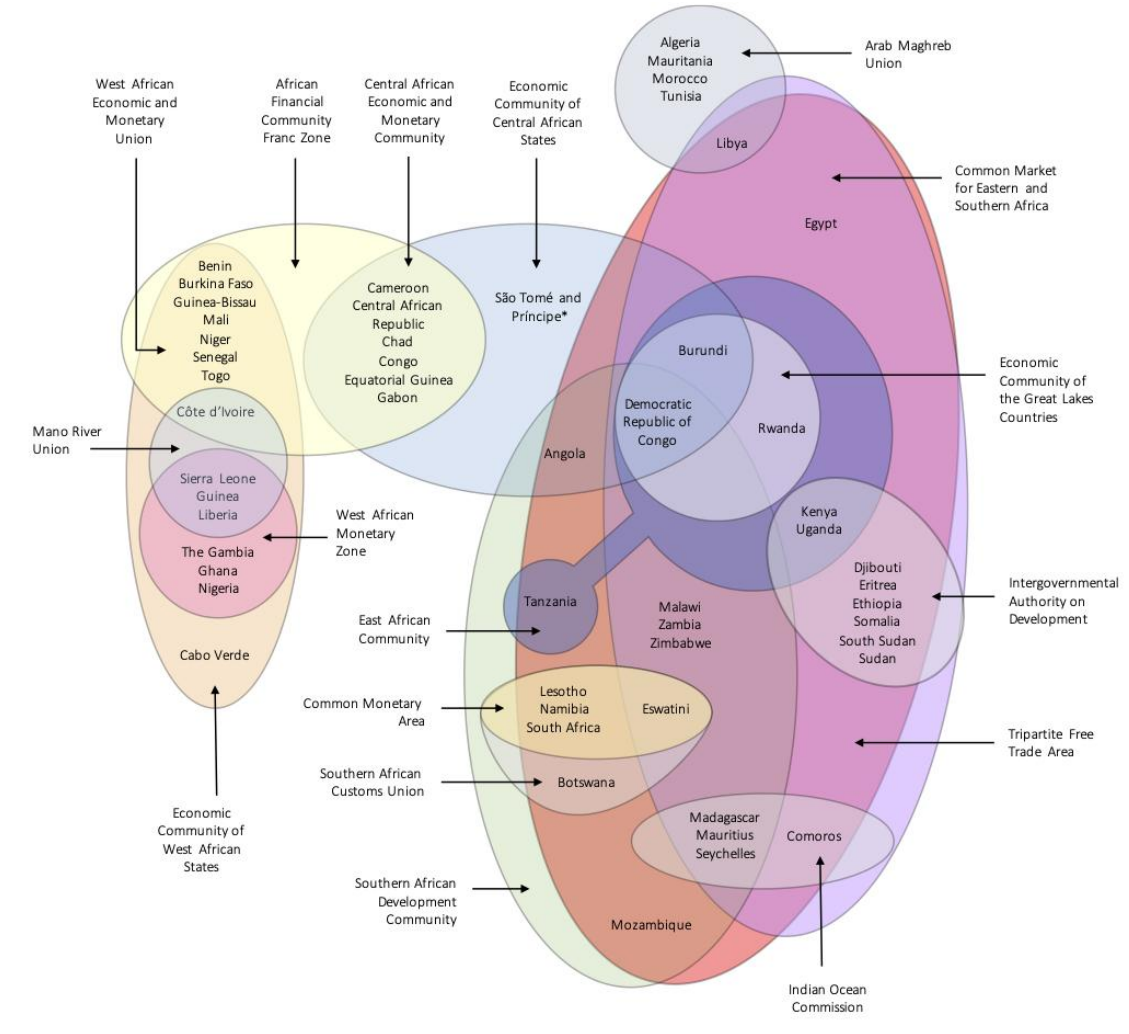 Algeria
Mauritania
Morocco
Tunisia
Arab Maghreb
Union
West African
Economic and
Monetary
Union
African
Financial
Community
Franc Zone
Central African
Economic and
Monetary
Community
Economic
Community of
Central African
States
Libya
Common Market
for Eastern and
Southern Africa
Egypt
Benin
Burkina Faso
Guinea-Bissau
Mali
Niger
Senegal
Togo
Cameroon
Central African
Republic
Chad
Congo
Equatorial Guinea
Gabon
São Tomé and
Príncipe*
Burundi
Economic
Community of
the Great Lakes
Countries
Côte d'Ivoire
Democratic
Republic of
Congo
Rwanda
Mano River
Union
Angola
Sierra Leone
Guinea
Liberia
West African
Monetary
Zone
Kenya
Uganda
The Gambia
Ghana
Nigeria
Djibouti
Eritrea
Ethiopia
Somalia
South Sudan
Sudan
Intergovernmental
Authority on
Development
Tanzania
East African
Community
Malawi
Zambia
Zimbabwe
Cabo Verde
Common Monetary
Area
Lesotho
Namibia
South Africa
Eswatini
Tripartite Free
Trade Area
Southern African
Customs Union
Botswana
Economic
Community of
West African
States
Madagascar
Mauritius
Seychelles
Comoros
Southern African
Development
Community
Mozambique
Indian Ocean
Commission